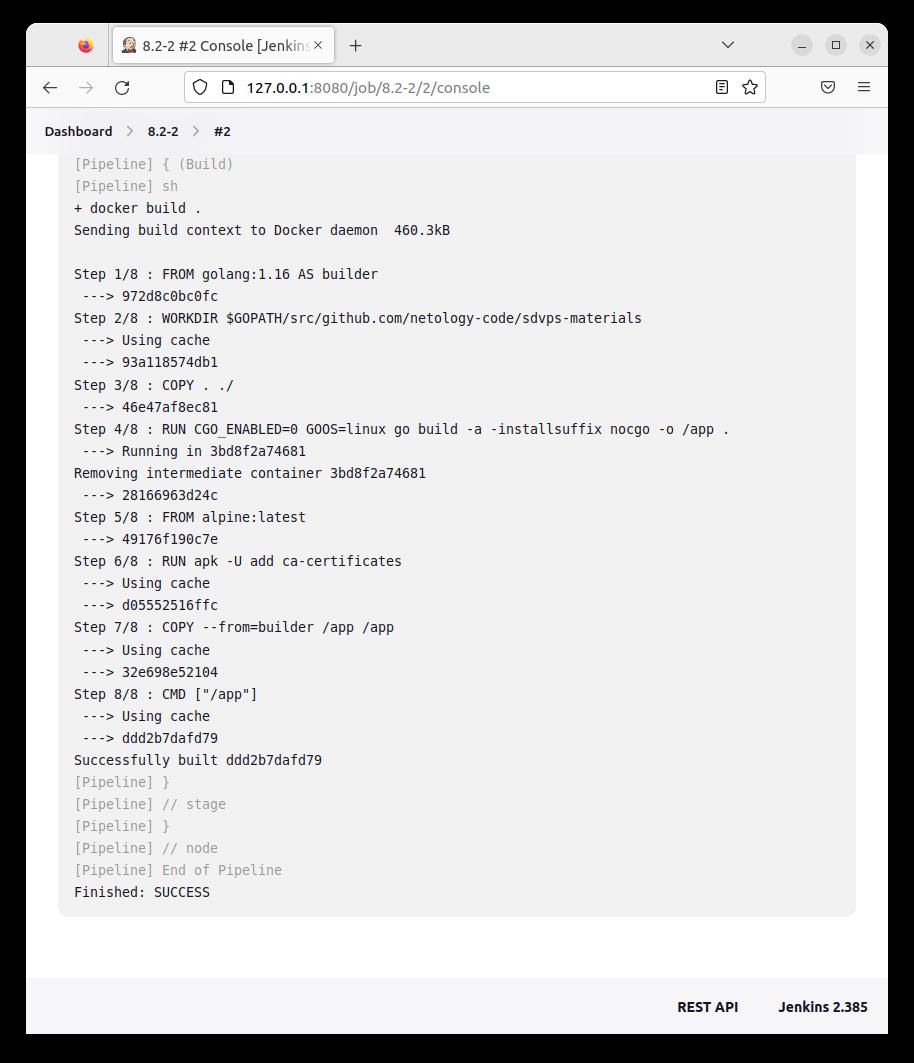 8.2-2 #2 Console [Jenkins
127.0.0.1:8080/job/8.2-2/2/console
Dashboard 8.2-2 #2
[Pipeline] { (Build)
[Pipeline] sh
+ docker build .
Sending build context to Docker daemon  460.3kB
Step 1/8 : FROM golang:1.16 AS builder
 ---> 972d8c0bc0fc
Step 2/8 : WORKDIR $GOPATH/src/github.com/netology-code/sdvps-materials
 ---> Using cache
 ---> 93a118574db1
Step 3/8 : COPY . ./
 ---> 46e47af8ec81
Step 4/8 : RUN CGO_ENABLED=0 GOOS=linux go build -a -installsuffix nocgo -o /app .
 ---> Running in 3bd8f2a74681
Removing intermediate container 3bd8f2a74681
 ---> 28166963d24c
Step 5/8 : FROM alpine:latest
 ---> 49176f190c7e
Step 6/8 : RUN apk -U add ca-certificates
 ---> Using cache
 ---> d05552516ffc
Step 7/8 : COPY --from=builder /app /app
 ---> Using cache
 ---> 32e698e52104
Step 8/8 : CMD ["/app"]
 ---> Using cache
 ---> ddd2b7dafd79
Successfully built ddd2b7dafd79
[Pipeline] }
[Pipeline] // stage
[Pipeline] }
[Pipeline] // node
[Pipeline] End of Pipeline
Finished: SUCCESS
REST API Jenkins 2.385